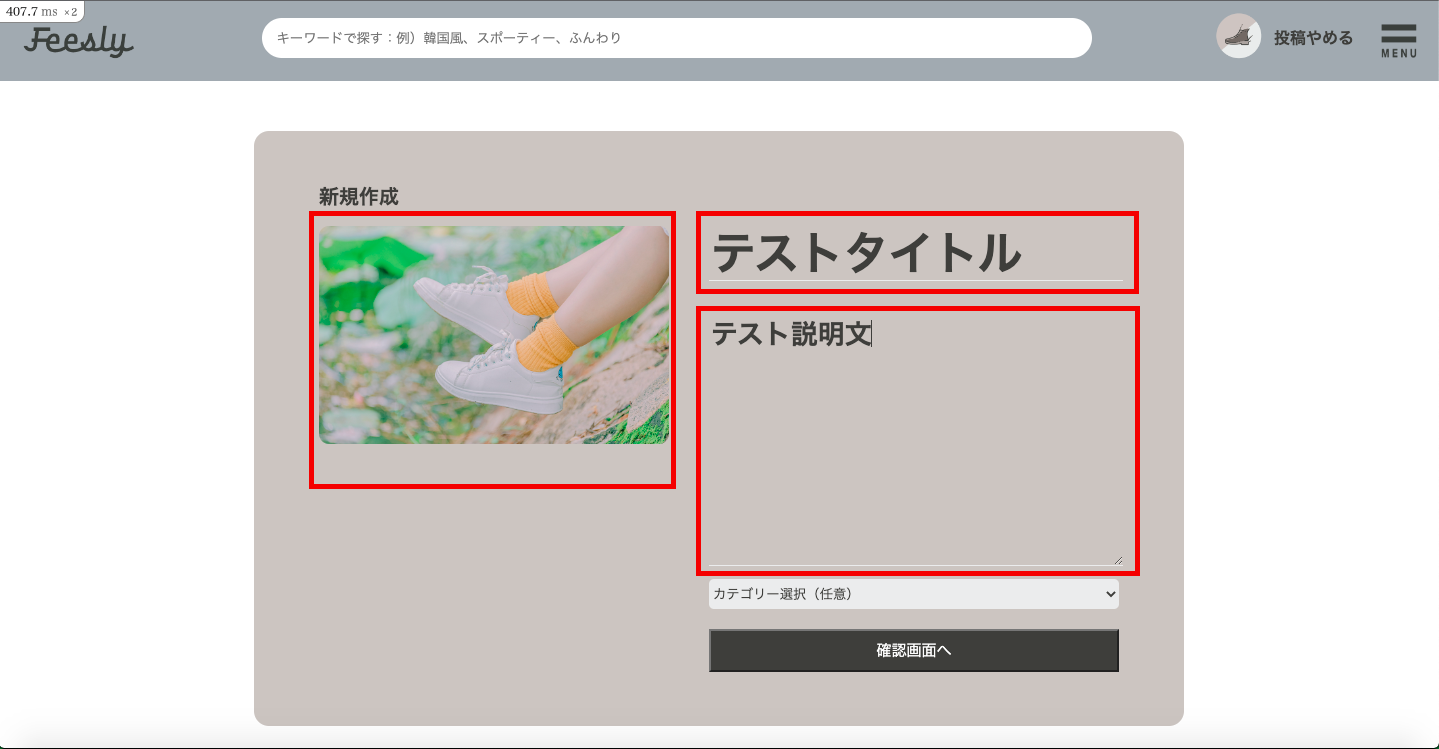 407.7 ms ×2
Feesly
キーワードで探す：例）韓国風、スポーティー、ふんわり
投稿やめる
MENU
新規作成
テストタイトル
テスト説明文
カテゴリー選択（任意）
確認画面へ